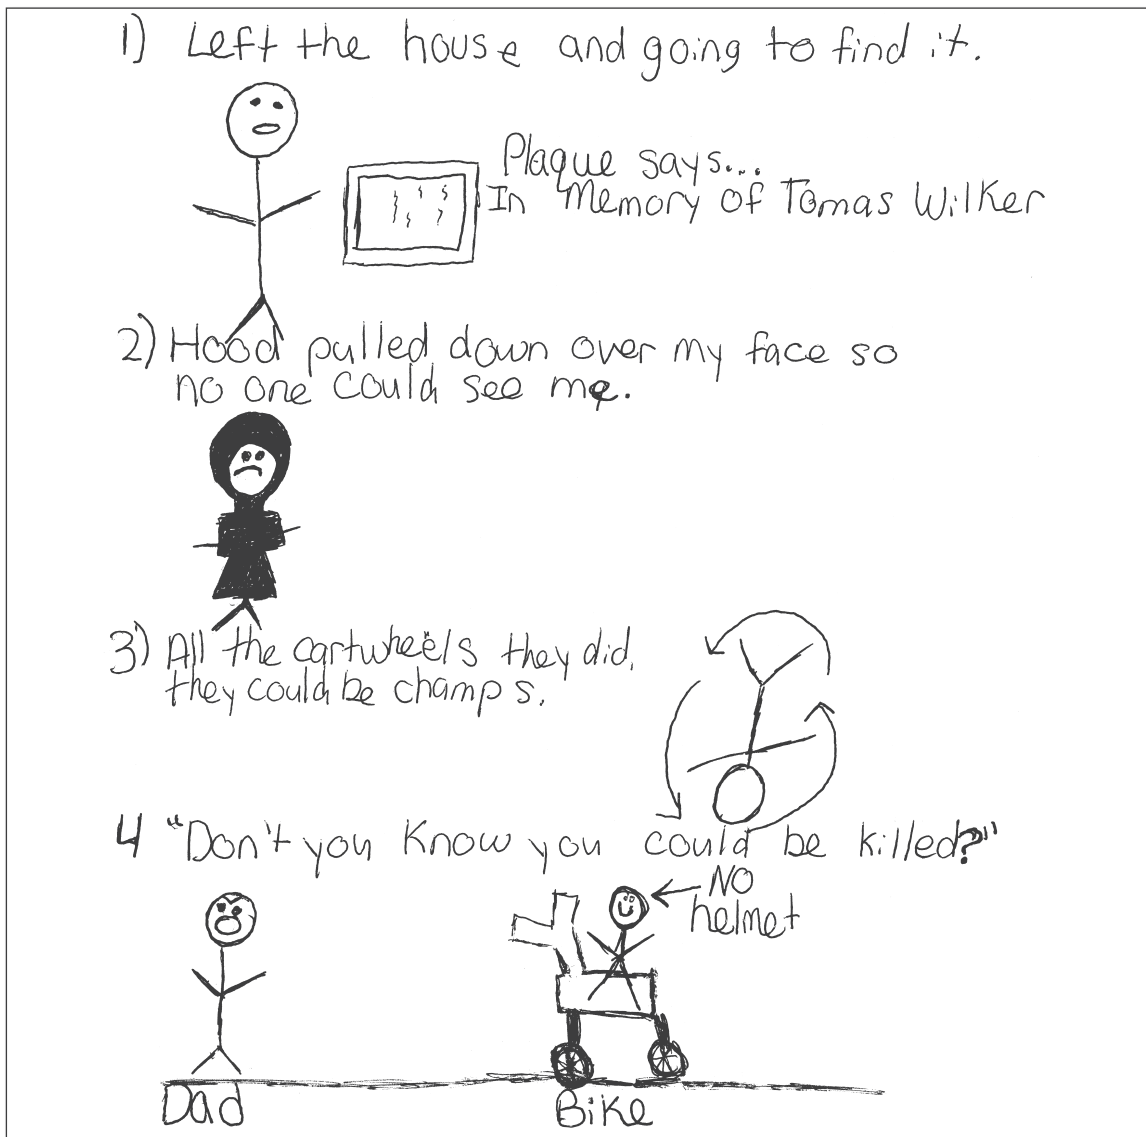 1) Left the house and going to find it.
Plaque says...
In Memory of Tomas Wilker
2) Hood pulled down over my face so
no one could see me.
3) All the cartwheels they did,
they could be champs.
4 "Don't you know you could be killed?"
NO
helmet
Dad
Bike